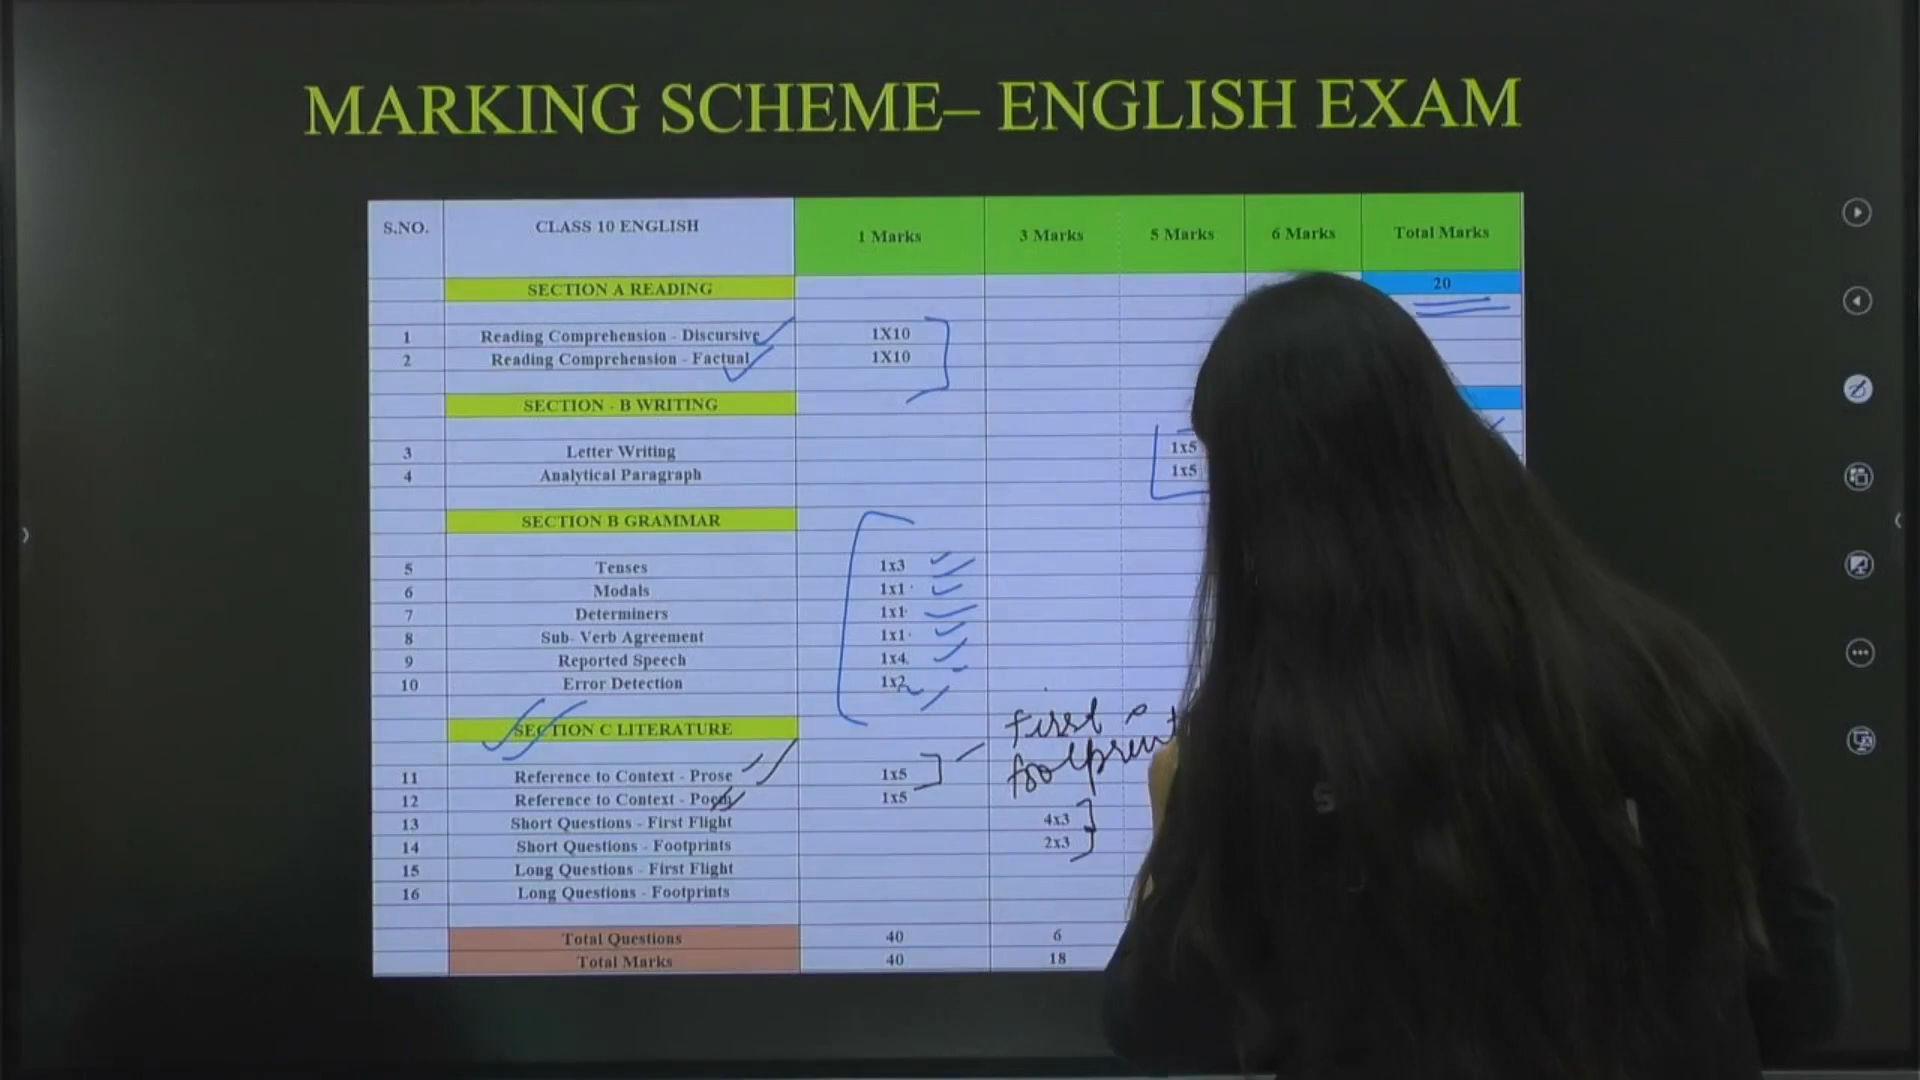 MARKING SCHEME– ENGLISH EXAM
S.NO. CLASS 10 ENGLISH 1 Marks 3 Marks 5 Marks 6 Marks Total Marks
SECTION A READING 20
1 Reading Comprehension - Discursive 1X10
2 Reading Comprehension - Factual 1X10
SECTION - B WRITING
3 Letter Writing 1x5
4 Analytical Paragraph 1x5
SECTION B GRAMMAR
5 Tenses 1x3
6 Modals 1x1
7 Determiners 1x1
8 Sub- Verb Agreement 1x1
9 Reported Speech 1x4
10 Error Detection 1x2
SECTION C LITERATURE
First
footprint
11 Reference to Context - Prose 1x5
12 Reference to Context - Poem 1x5
13 Short Questions - First Flight 4x3
14 Short Questions - Footprints 2x3
15 Long Questions - First Flight
16 Long Questions - Footprints
Total Questions 40 6
Total Marks 40 18